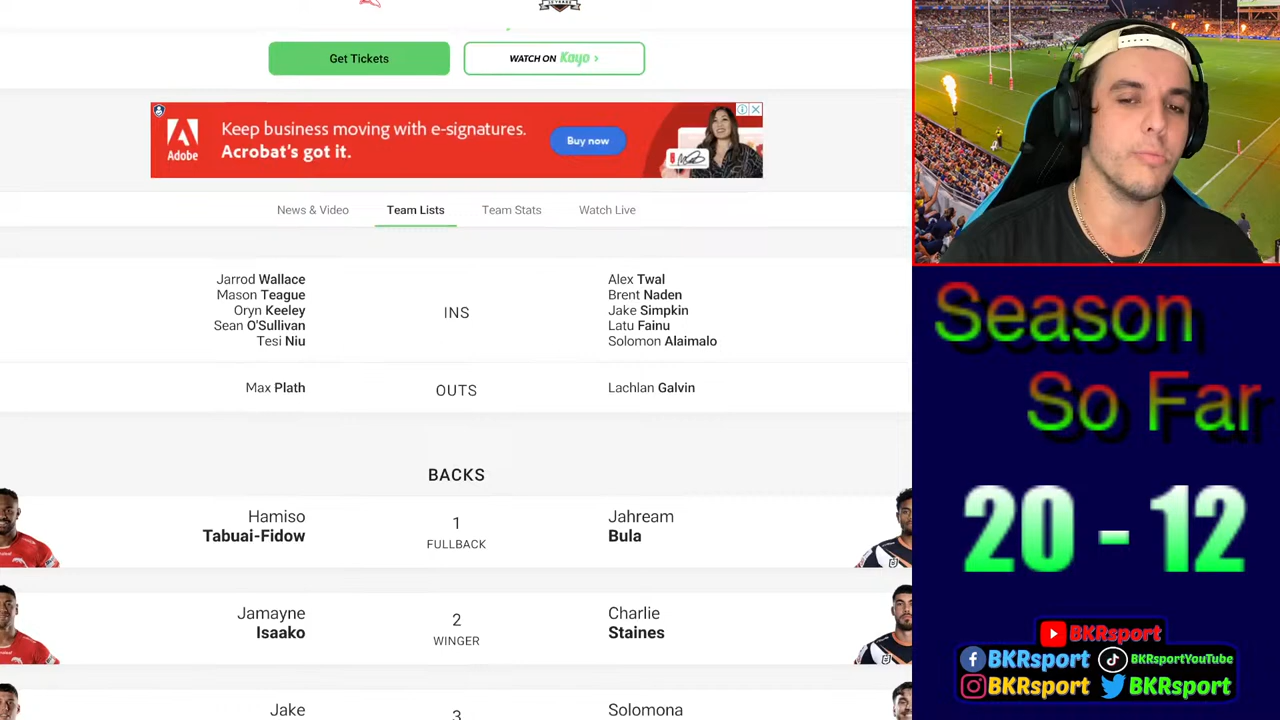 Get Tickets
WATCH ON Kayo >
Adobe
Keep business moving with e-signatures.
Acrobat's got it.
Buy now
News & Video
Team Lists
Team Stats
Watch Live
Jarrod Wallace
Mason Teague
Oryn Keeley
Sean O'Sullivan
Tesi Niu
INS
Alex Twal
Brent Naden
Jake Simpkin
Latu Fainu
Solomon Alaimalo
Max Plath
OUTS
Lachlan Galvin
BACKS
Hamiso
Tabuai-Fidow
1
FULLBACK
Jahream
Bula
Jamayne
Isaako
2
WINGER
Charlie
Staines
Jake
3
Solomona
Season
So Far
20 - 12
BKRsport
BKRsport
BKRsportYouTube
BKRsport
BKRsport